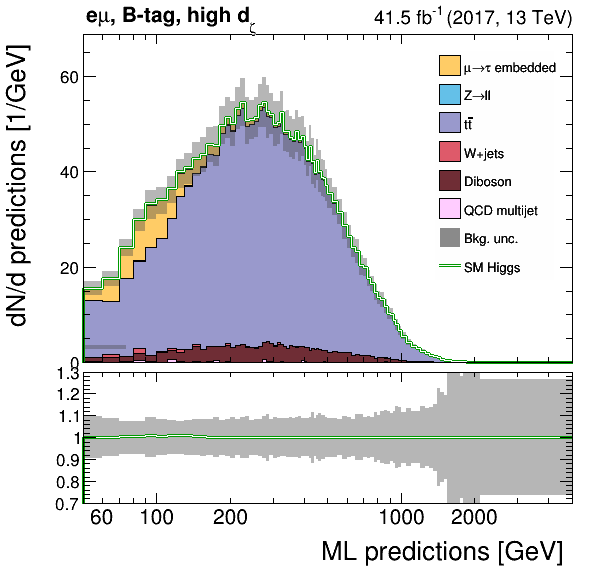 eμ, B-tag, high dζ
41.5 fb⁻¹ (2017, 13 TeV)
dN/d predictions [1/GeV]
60
40
20
0
μ→τ embedded
Z→ll
tt̄
W+jets
Diboson
QCD multijet
Bkg. unc.
SM Higgs
1.3
1.2
1.1
1
0.9
0.8
0.7
60 100 200 1000 2000
ML predictions [GeV]